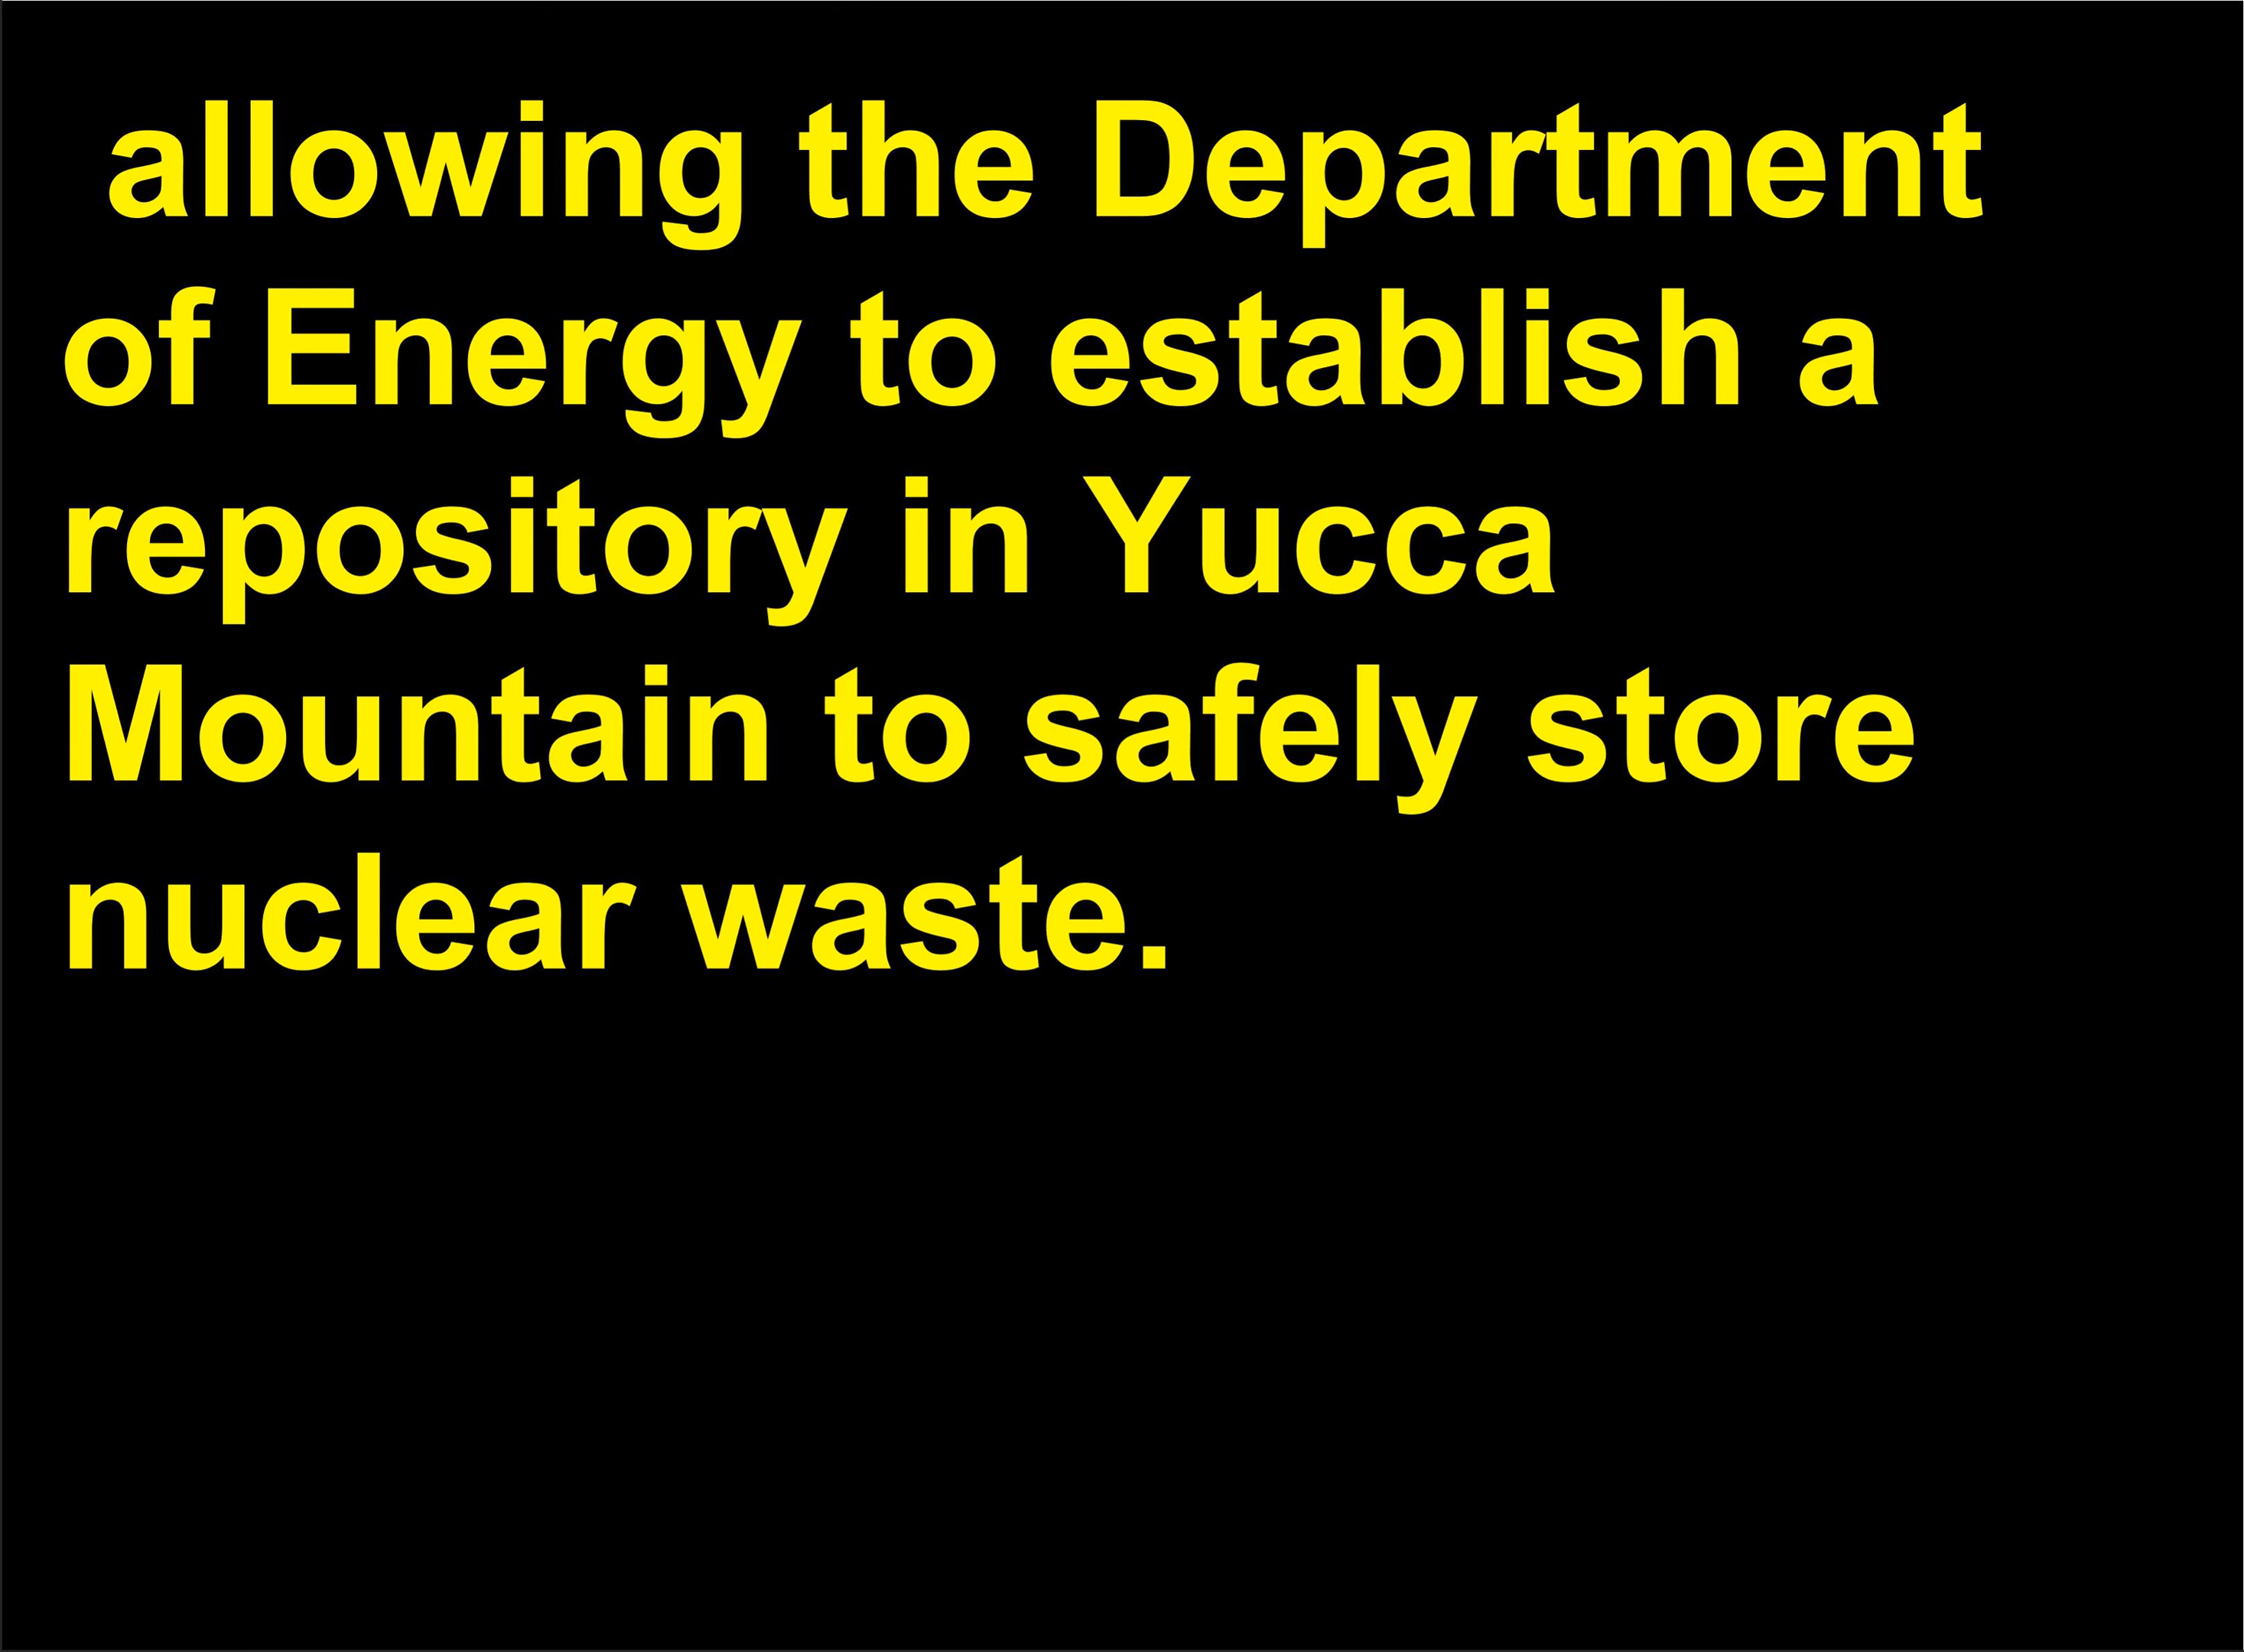 allowing the Department
of Energy to establish a
repository in Yucca
Mountain to safely store
nuclear waste.